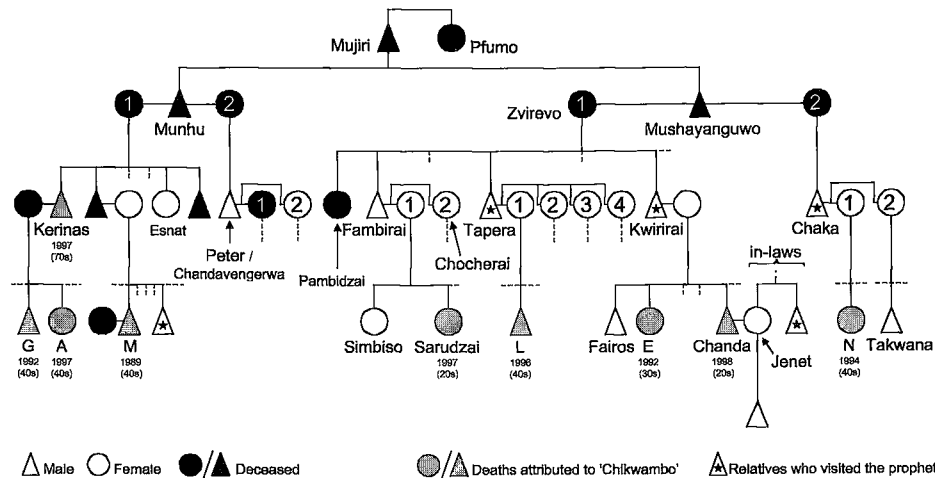 Mujiri
Pfumo
1
2
Munhu
1
2
Zvirevo
Mushayanguwo
Kerinas
1997
(70s)
Esnat
1
2
Peter /
Chandavengerwa
Pambidzai
Fambirai
1
2
Chocherai
Tapera
1
2
3
4
Kwirirai
Chaka
1
2
in-laws
G
1992
(40s)
A
1997
(40s)
M
1989
(40s)
Simbiso
Sarudzai
1997
(20s)
L
1996
(40s)
Fairos
E
1992
(30s)
Chanda
1998
(20s)
Jenet
N
1994
(40s)
Takwana
Male
Female
/
Deceased
/
Deaths attributed to 'Chikwambo'
Relatives who visited the prophet